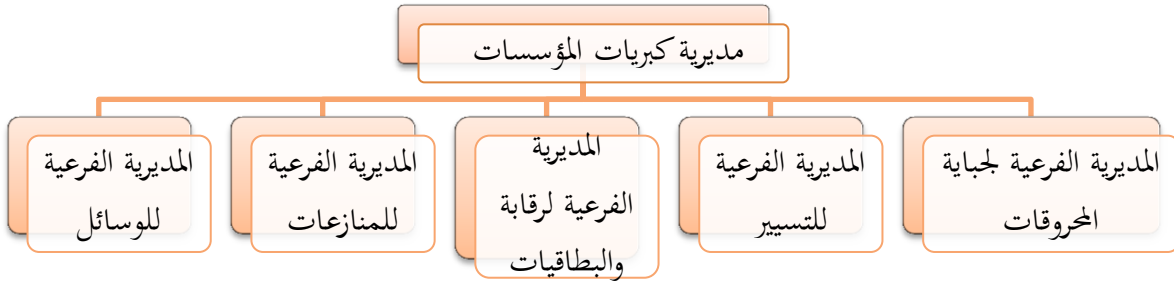 مديرية كبريات المؤسسات
المديرية الفرعية لجباية
المحروقات
المديرية الفرعية
للتسيير
المديرية
الفرعية لرقابة
والبطاقيات
المديرية الفرعية
للمنازعات
المديرية الفرعية
للوسائل